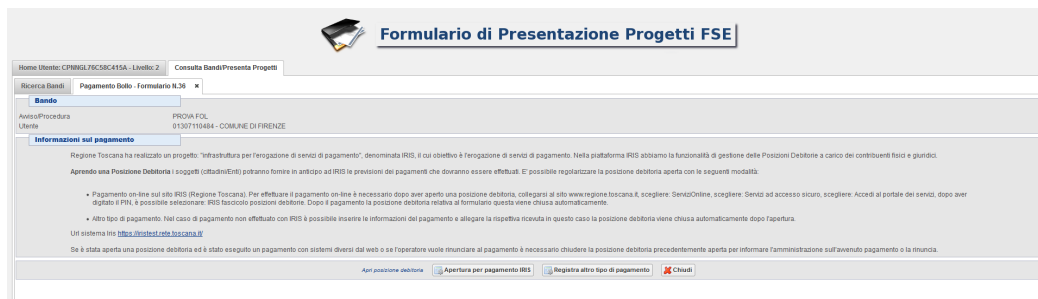 Formulario di Presentazione Progetti FSE
Home Utente: CPNNGL76C58C415A - Livello: 2 Consulta Bandi/Presenta Progetti
Ricerca Bandi Pagamento Bollo - Formulario N.36 ×
Bando
Avviso/Procedura PROVA FOL
Utente 01307110484 - COMUNE DI FIRENZE
Informazioni sul pagamento
Regione Toscana ha realizzato un progetto: "infrastruttura per l'erogazione di servizi di pagamento", denominata IRIS, il cui obiettivo è l'erogazione di servizi di pagamento. Nella piattaforma IRIS abbiamo la funzionalità di gestione delle Posizioni Debitorie a carico dei contribuenti fisici e giuridici.
Aprendo una Posizione Debitoria i soggetti (cittadini/Enti) potranno fornire in anticipo ad IRIS le previsioni dei pagamenti che dovranno essere effettuati. E' possibile regolarizzare la posizione debitoria aperta con le seguenti modalità:
• Pagamento on-line sul sito IRIS (Regione Toscana). Per effettuare il pagamento on-line è necessario dopo aver aperto una posizione debitoria, collegarsi al sito www.regione.toscana.it, scegliere: ServiziOnline, scegliere: Servizi ad accesso sicuro, scegliere: Accedi al portale dei servizi, dopo aver
digitato il PIN, è possibile selezionare: IRIS fascicolo posizioni debitorie. Dopo il pagamento la posizione debitoria relativa al formulario questa viene chiusa automaticamente.
• Altro tipo di pagamento. Nel caso di pagamento non effettuato con IRIS è possibile inserire le informazioni del pagamento e allegare la rispettiva ricevuta in questo caso la posizione debitoria viene chiusa automaticamente dopo l'apertura.
Url sistema Iris https://iristest.rete.toscana.it/
Se è stata aperta una posizione debitoria ed è stato eseguito un pagamento con sistemi diversi dal web o se l'operatore vuole rinunciare al pagamento è necessario chiudere la posizione debitoria precedentemente aperta per informare l'amministrazione sull'avvenuto pagamento o la rinuncia.
Apri posizione debitoria Apertura per pagamento IRIS Registra altro tipo di pagamento Chiudi